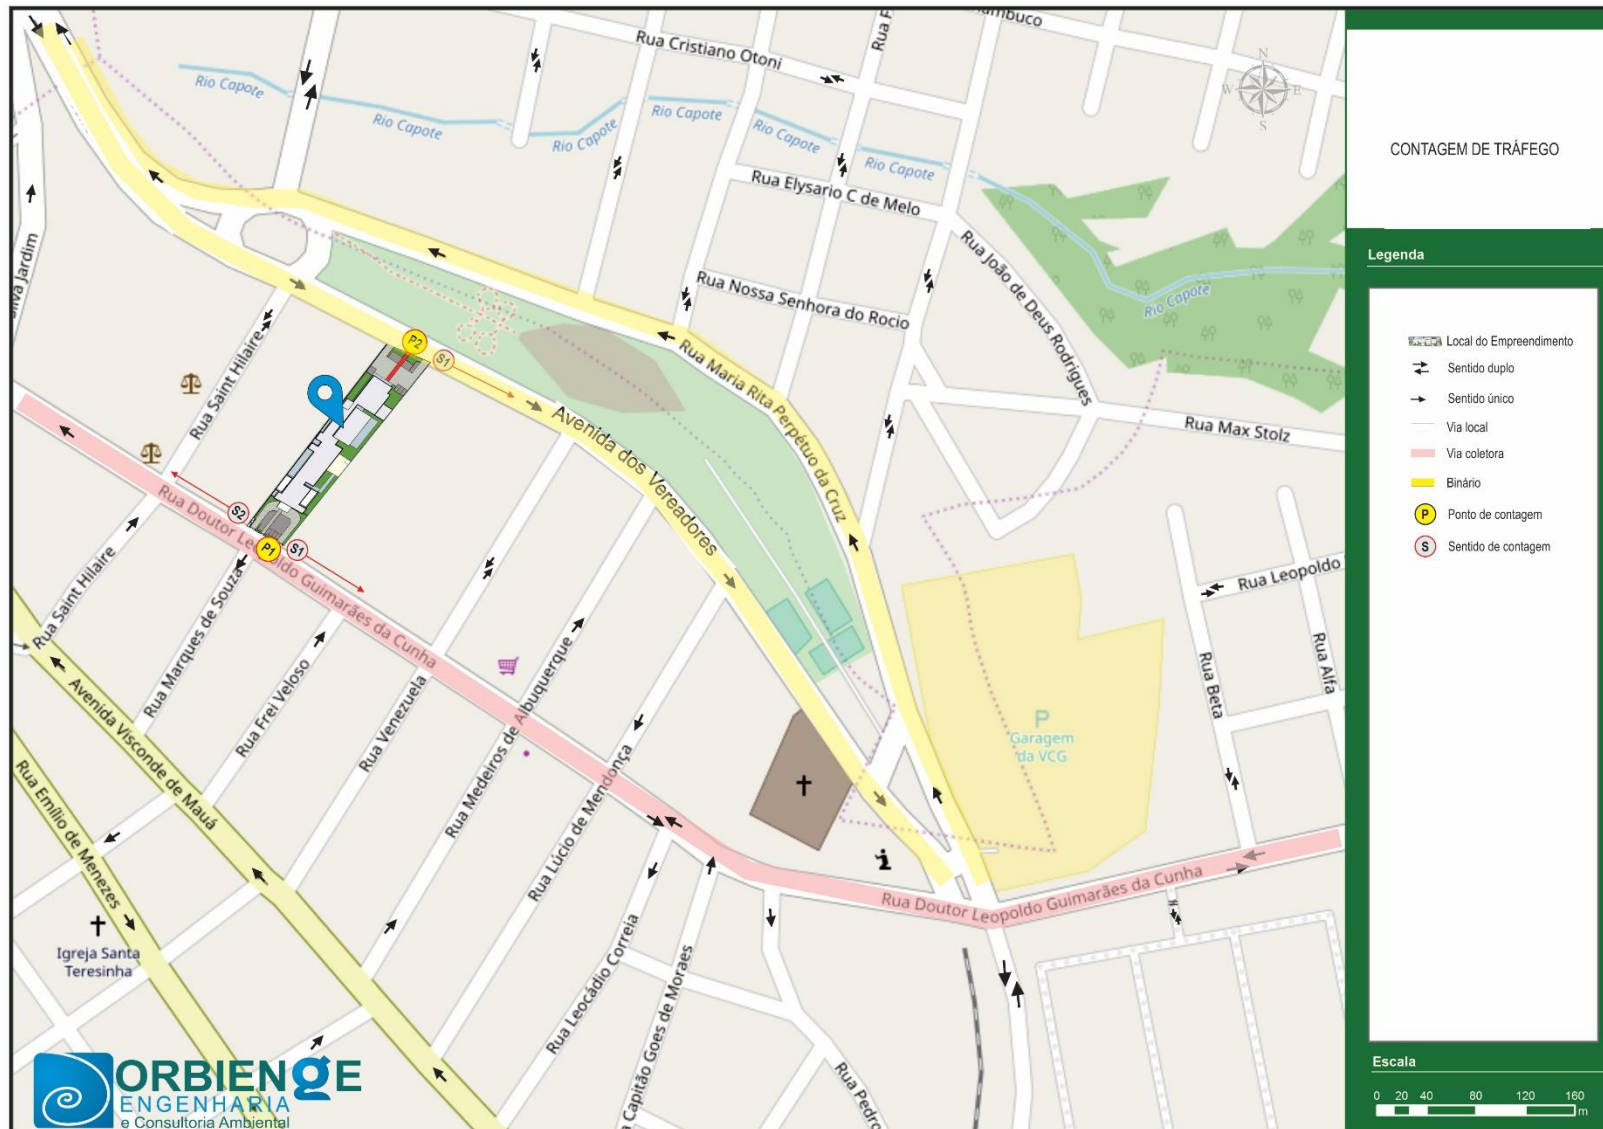 ambuco
Rua Cristiano Otoni
Rua F
Rio Capote
Rio Capote
Rio Capote
Rio Capote
Rio Capote
Rio Capote
Rio Capote
N
W
E
S
Rua Elysario C de Melo
Rua João de Deus Rodrigues
Silva Jardim
Rua Nossa Senhora do Rocio
Rua Saint Hilaire
P2
S1
Rua Maria Rita Perpétuo da Cruz
Avenida dos Vereadores
Rua Max Stolz
S2
P1
S1
Rua Doutor Leopoldo Guimarães da Cunha
Rua Saint Hilaire
Rua Marques de Souza
Rua Frei Veloso
Rua Venezuela
Rua Medeiros de Albuquerque
Rua Lúcio de Mendonça
Rua Leopoldo
Rua Beta
Rua Alfa
Avenida Visconde de Mauá
Rua Emílio de Menezes
P
Garagem
da VCG
Igreja Santa
Teresinha
Rua Doutor Leopoldo Guimarães da Cunha
Rua Leocádio Correia
a Capitão Goes de Moraes
Rua Pedro
ORBIENGE
ENGENHARIA
e Consultoria Ambiental
CONTAGEM DE TRÁFEGO
Legenda
Local do Empreendimento
Sentido duplo
Sentido único
Via local
Via coletora
Binário
P Ponto de contagem
S Sentido de contagem
Escala
0 20 40 80 120 160
m